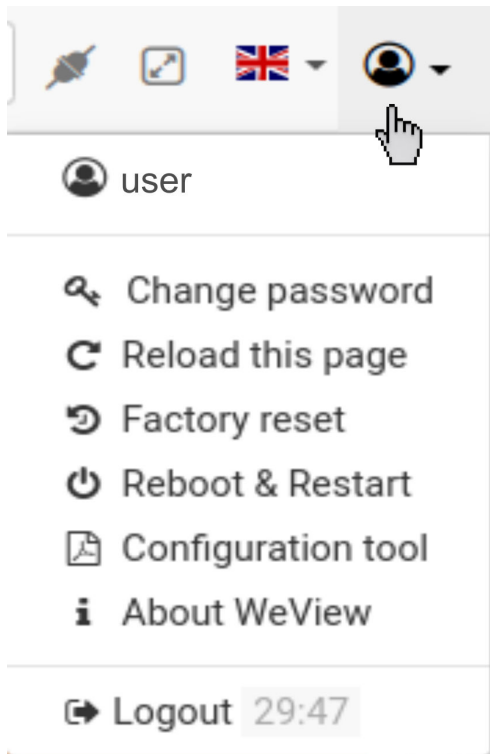 user
Change password
Reload this page
Factory reset
Reboot & Restart
Configuration tool
About WeView
Logout 29:47